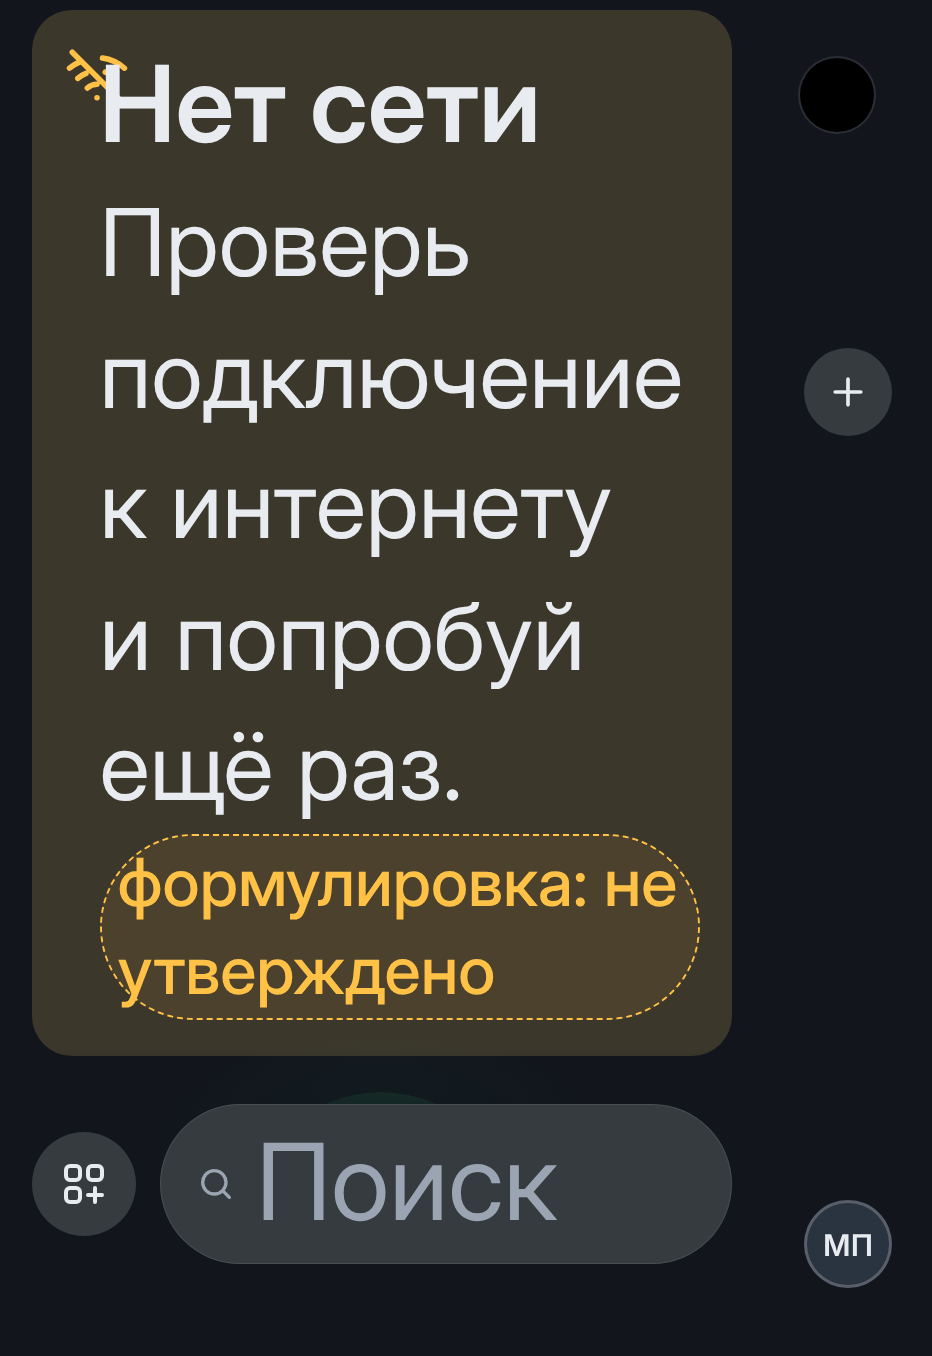 Нет сети
Проверь
подключение
к интернету
и попробуй
ещё раз.
формулировка: не
утверждено
Поиск
МП